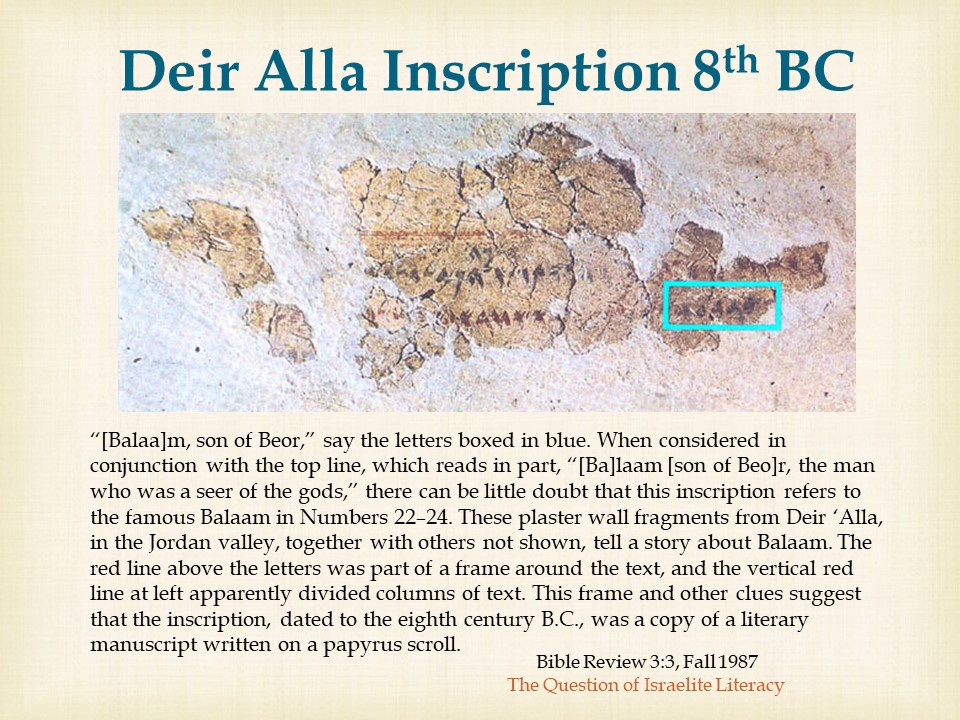 Deir Alla Inscription 8th BC
“[Balaa]m, son of Beor,” say the letters boxed in blue. When considered in
conjunction with the top line, which reads in part, “[Ba]laam [son of Beo]r, the man
who was a seer of the gods,” there can be little doubt that this inscription refers to
the famous Balaam in Numbers 22–24. These plaster wall fragments from Deir ‘Alla,
in the Jordan valley, together with others not shown, tell a story about Balaam. The
red line above the letters was part of a frame around the text, and the vertical red
line at left apparently divided columns of text. This frame and other clues suggest
that the inscription, dated to the eighth century B.C., was a copy of a literary
manuscript written on a papyrus scroll.
Bible Review 3:3, Fall 1987
The Question of Israelite Literacy